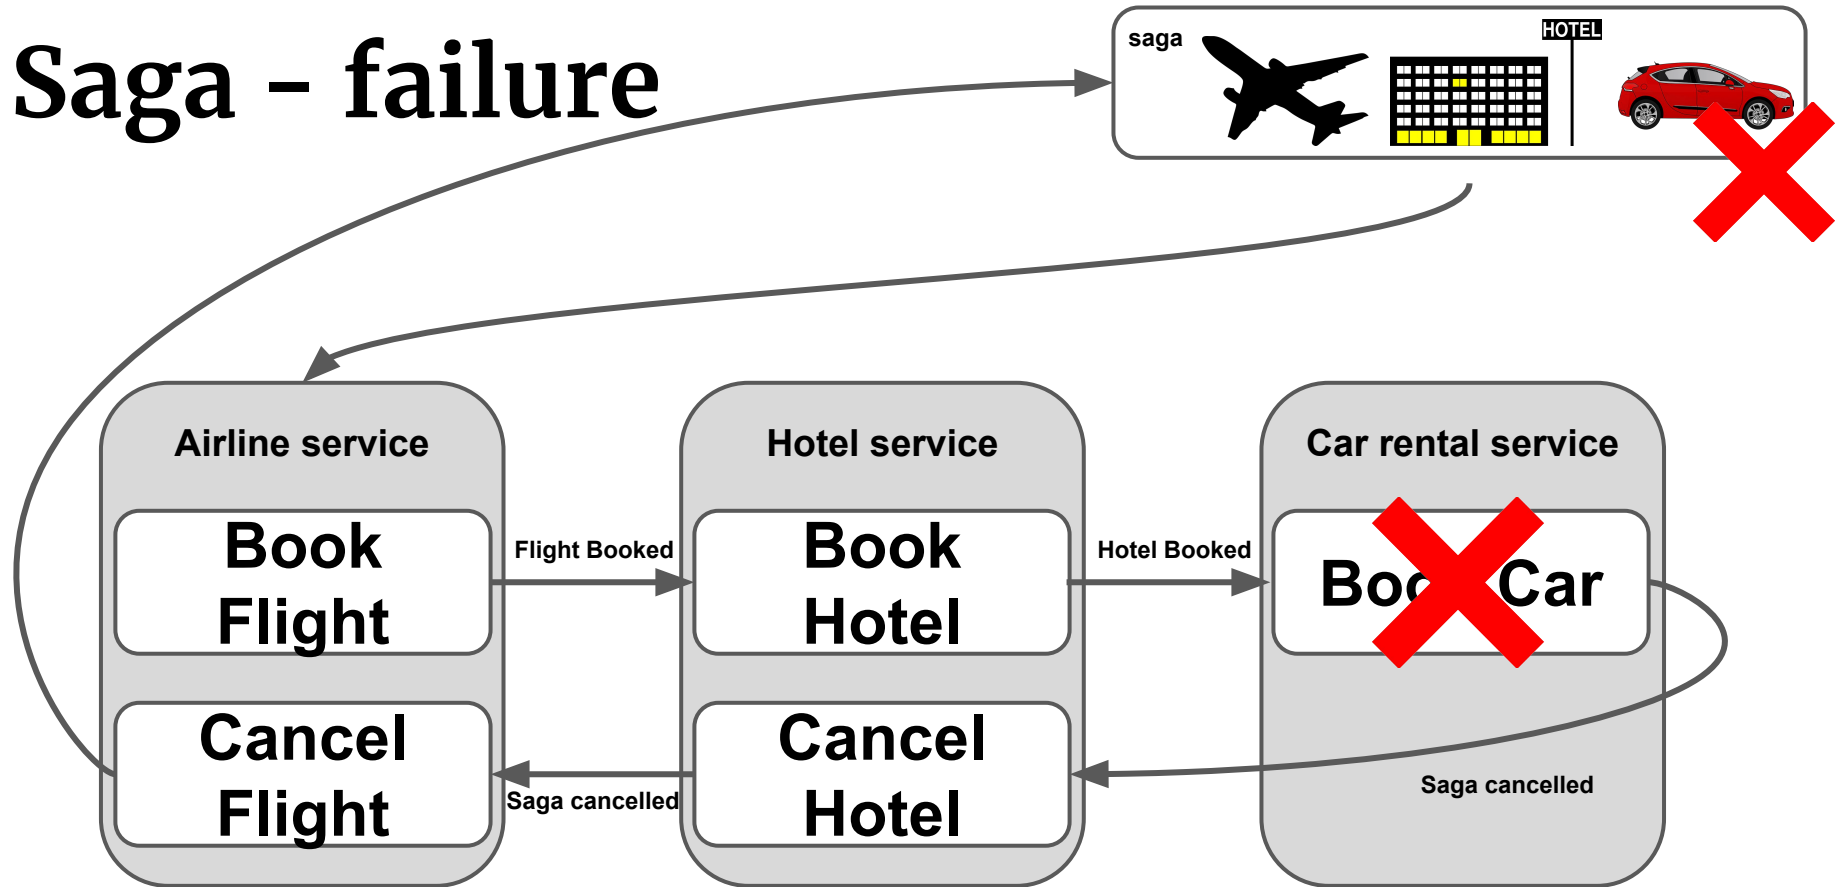 Saga - failure
saga
HOTEL
Airline service
Hotel service
Car rental service
Book
Flight
Flight Booked
Book
Hotel
Hotel Booked
Book Car
Cancel
Flight
Saga cancelled
Cancel
Hotel
Saga cancelled